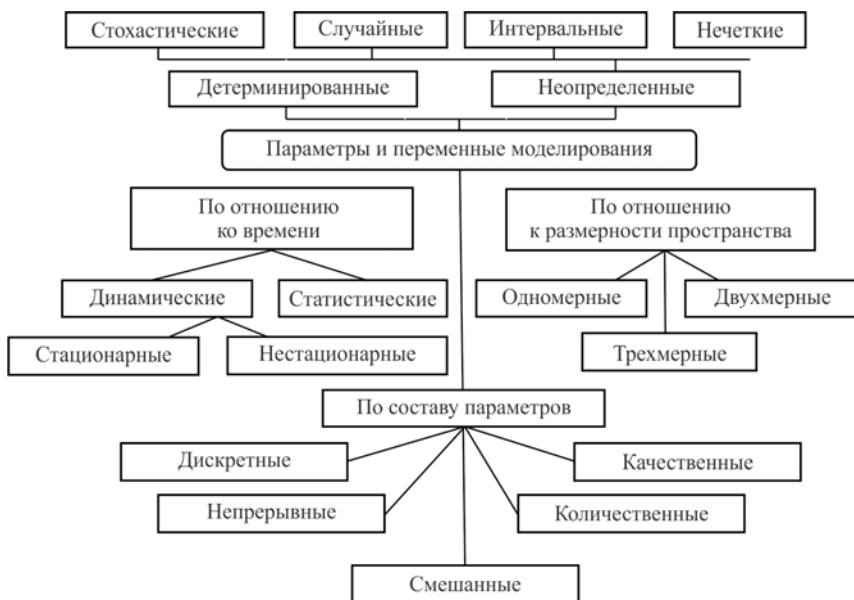 Стохастические
Случайные
Интервальные
Нечеткие
Детерминированные
Неопределенные
Параметры и переменные моделирования
По отношению
ко времени
По отношению
к размерности пространства
Динамические
Статистические
Одномерные
Двухмерные
Стационарные
Нестационарные
Трехмерные
По составу параметров
Дискретные
Качественные
Непрерывные
Количественные
Смешанные